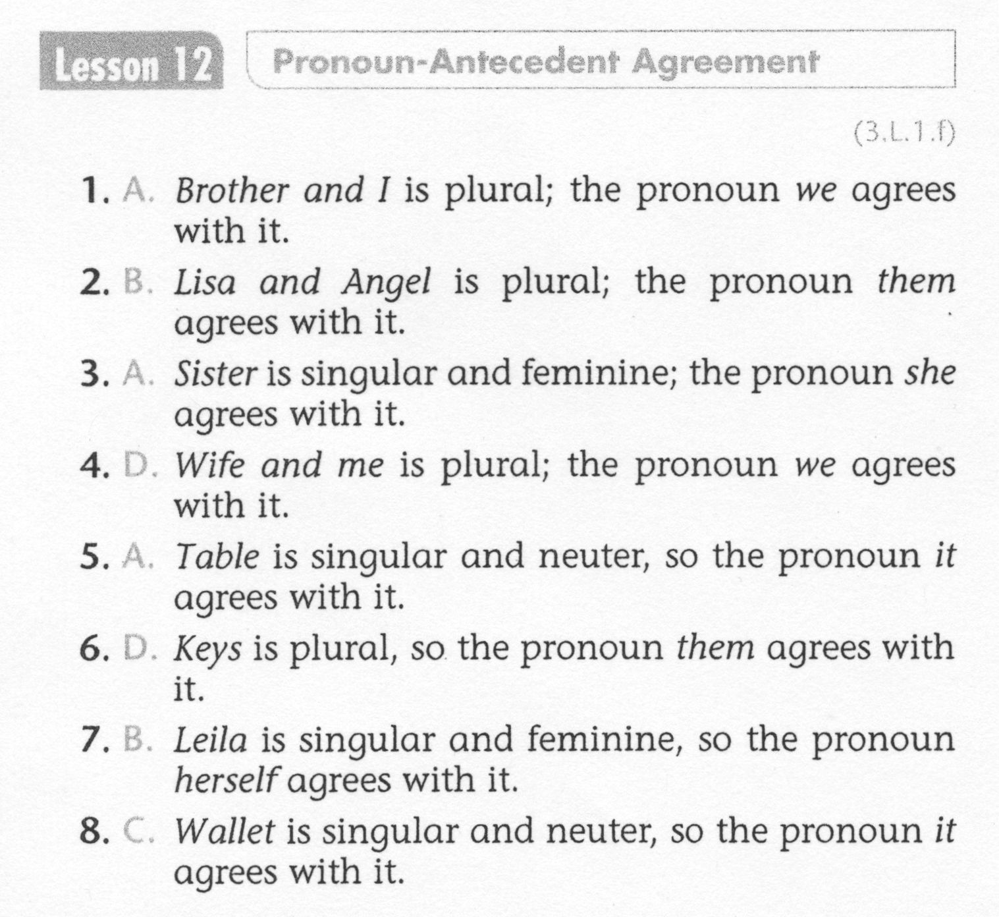 Lesson 12 Pronoun-Antecedent Agreement
(3.L.1.f)
1. A. Brother and I is plural; the pronoun we agrees
with it.
2. B. Lisa and Angel is plural; the pronoun them
agrees with it.
3. A. Sister is singular and feminine; the pronoun she
agrees with it.
4. D. Wife and me is plural; the pronoun we agrees
with it.
5. A. Table is singular and neuter, so the pronoun it
agrees with it.
6. D. Keys is plural, so the pronoun them agrees with
it.
7. B. Leila is singular and feminine, so the pronoun
herself agrees with it.
8. C. Wallet is singular and neuter, so the pronoun it
agrees with it.